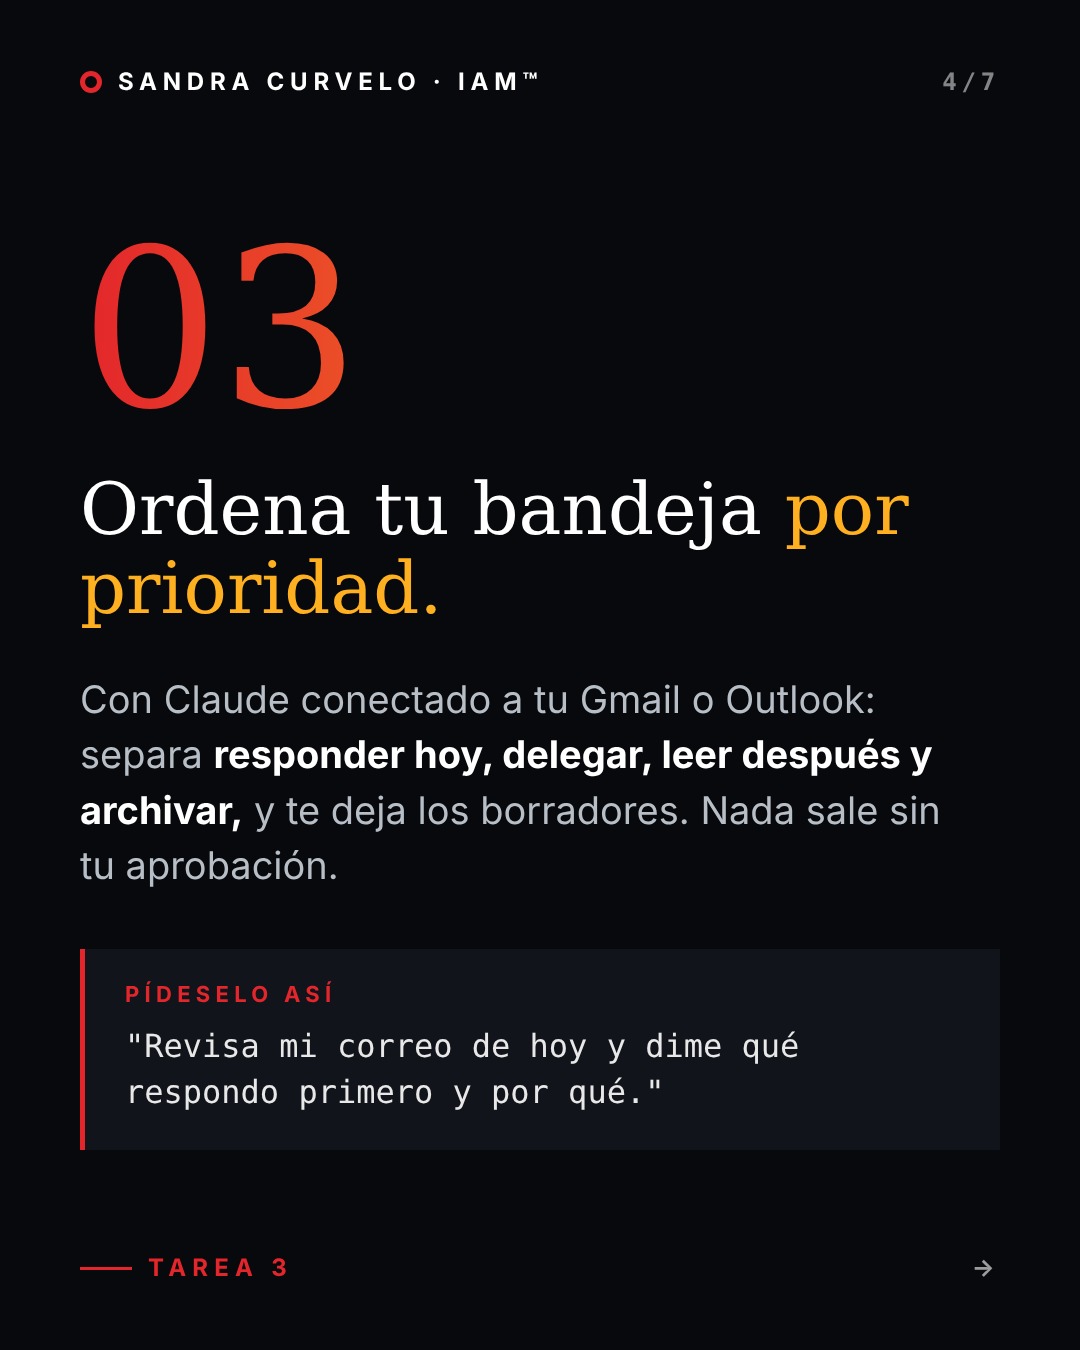 SANDRA CURVELO · IAM™
4/7
03
Ordena tu bandeja por
prioridad.
Con Claude conectado a tu Gmail o Outlook:
separa responder hoy, delegar, leer después y
archivar, y te deja los borradores. Nada sale sin
tu aprobación.
PÍDESELO ASÍ
"Revisa mi correo de hoy y dime qué
respondo primero y por qué."
TAREA 3
→